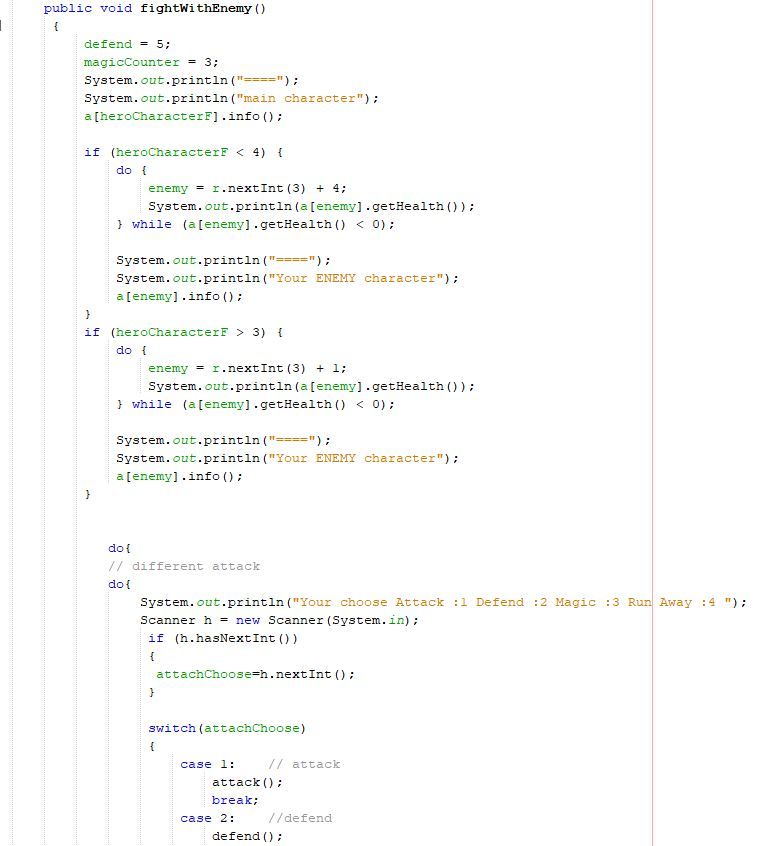 public void fightWithEnemy()
{
defend = 5;
magicCounter = 3;
System.out.println("====");
System.out.println("main character");
a[heroCharacterF].info();
if (heroCharacterF < 4) {
do {
enemy = r.nextInt(3) + 4;
System.out.println(a[enemy].getHealth());
} while (a[enemy].getHealth() < 0);
System.out.println("====");
System.out.println("Your ENEMY character");
a[enemy].info();
}
if (heroCharacterF > 3) {
do {
enemy = r.nextInt(3) + 1;
System.out.println(a[enemy].getHealth());
} while (a[enemy].getHealth() < 0);
System.out.println("====");
System.out.println("Your ENEMY character");
a[enemy].info();
}
do{
// different attack
do{
System.out.println("Your choose Attack :1 Defend :2 Magic :3 Run Away :4 ");
Scanner h = new Scanner(System.in);
if (h.hasNextInt())
{
attachChoose=h.nextInt();
}
switch(attachChoose)
{
case 1: // attack
attack();
break;
case 2: //defend
defend();